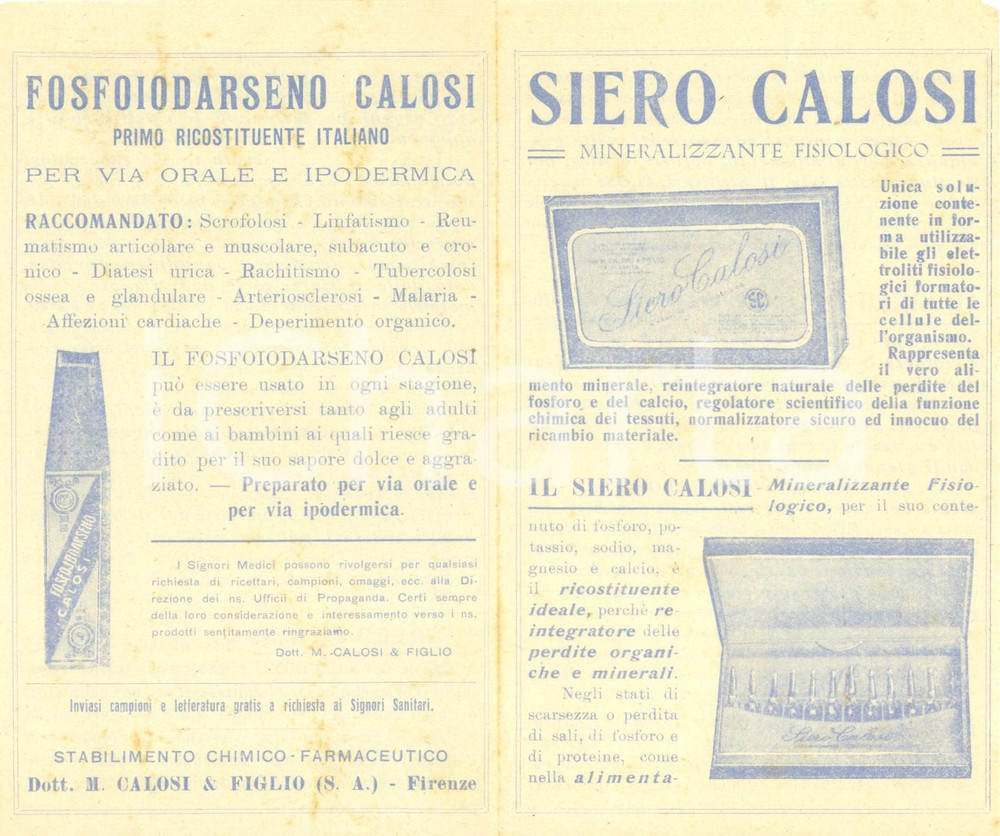 FOSFOIODARSENO CALOSI
PRIMO RICOSTITUENTE ITALIANO
PER VIA ORALE E IPODERMICA
RACCOMANDATO: Scrofolosi - Linfatismo - Reu-
matismo articolare e muscolare, subacuto e cro-
nico - Diatesi urica - Rachitismo - Tubercolosi
ossea e glandulare - Arteriosclerosi - Malaria -
Affezioni cardiache - Deperimento organico.
IL FOSFOIODARSENO CALOSI
può essere usato in ogni stagione,
è da prescriversi tanto agli adulti
come ai bambini ai quali riesce gra-
dito per il suo sapore dolce e aggra-
ziato. — Preparato per via orale e
per via ipodermica.
FOSFOIODARSENO
CALOSI
I Signori Medici possono rivolgersi per qualsiasi
richiesta di ricettari, campioni, omaggi, ecc. alla Di-
rezione dei ns. Ufficii di Propaganda. Certi sempre
della loro considerazione e interessamento verso i ns.
prodotti sentitamente ringraziamo.
Dott. M. CALOSI & FIGLIO
Inviasi campioni e letteratura gratis a richiesta ai Signori Sanitari.
STABILIMENTO CHIMICO-FARMACEUTICO
Dott. M. CALOSI & FIGLIO (S. A.) - Firenze
SIERO CALOSI
MINERALIZZANTE FISIOLOGICO
Siero Calosi
SC
Unica solu-
zione conte-
nente in for-
ma utilizza-
bile gli elet-
troliti fisiolo-
gici formato-
ri di tutte le
cellule del-
l'organismo.
Rappresenta
il vero ali-
mento minerale, reintegratore naturale delle perdite del
fosforo e del calcio, regolatore scientifico della funzione
chimica dei tessuti, normalizzatore sicuro ed innocuo del
ricambio materiale.
IL SIERO CALOSI Mineralizzante Fisio-
logico, per il suo conte-
nuto di fosforo, po-
tassio, sodio, ma-
gnesio e calcio, è
il ricostituente
ideale, perchè re-
integratore delle
perdite organi-
che e minerali.
Negli stati di
scarsezza o perdita
di sali, di fosforo e
di proteine, come
nella alimenta-
Siero Calosi